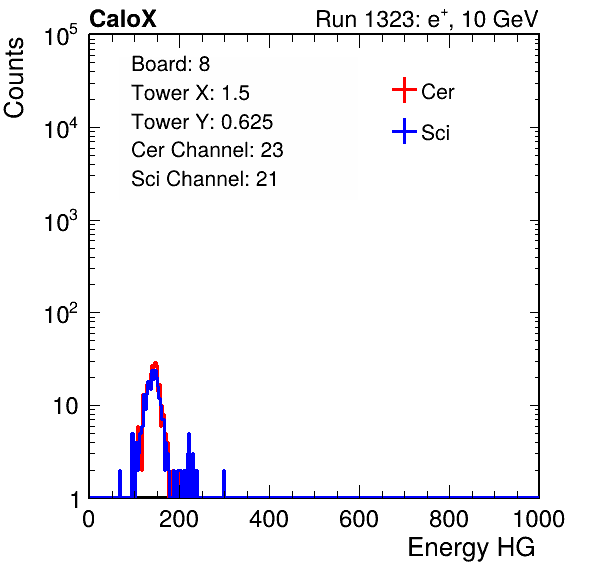 CaloX Run 1323: e⁺, 10 GeV
Counts
Board: 8
Tower X: 1.5
Tower Y: 0.625
Cer Channel: 23
Sci Channel: 21
Cer
Sci
10⁵
10⁴
10³
10²
10
1
0 200 400 600 800 1000
Energy HG